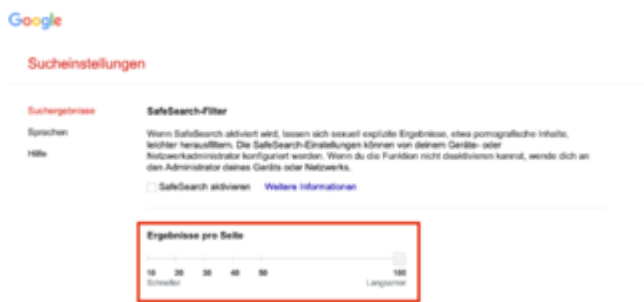 Google
Sucheinstellungen
Suchergebnisse
Sprachen
Hilfe
SafeSearch-Filter
Wenn SafeSearch aktiviert wird, lassen sich sexuell explizite Ergebnisse, etwa pornografische Inhalte,
leichter herausfiltern. Die SafeSearch-Einstellungen können von deinem Geräte- oder
Netzwerkadministrator konfiguriert worden. Wenn du die Funktion nicht deaktivieren kannst, wende dich an
den Administrator deines Geräts oder Netzwerks.
SafeSearch aktivieren Weitere Informationen
Ergebnisse pro Seite
10 20 30 40 50 100
Schneller Langsamer